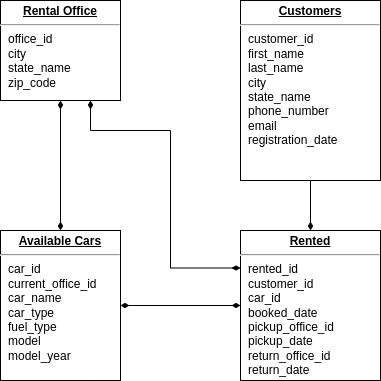 Rental Office
office_id
city
state_name
zip_code
Customers
customer_id
first_name
last_name
city
state_name
phone_number
email
registration_date
Available Cars
car_id
current_office_id
car_name
car_type
fuel_type
model
model_year
Rented
rented_id
customer_id
car_id
booked_date
pickup_office_id
pickup_date
return_office_id
return_date